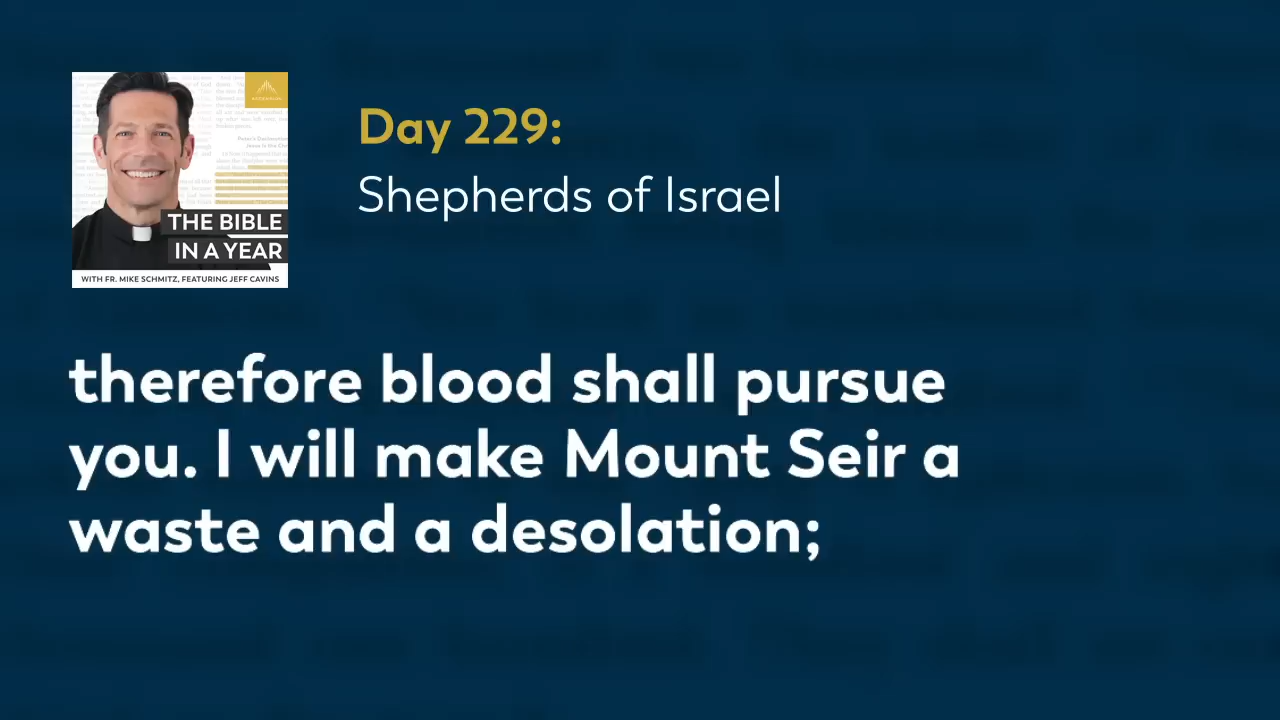 THE BIBLE
IN A YEAR
WITH FR. MIKE SCHMITZ, FEATURING JEFF CAVINS
Day 229:
Shepherds of Israel
therefore blood shall pursue
you. I will make Mount Seir a
waste and a desolation;